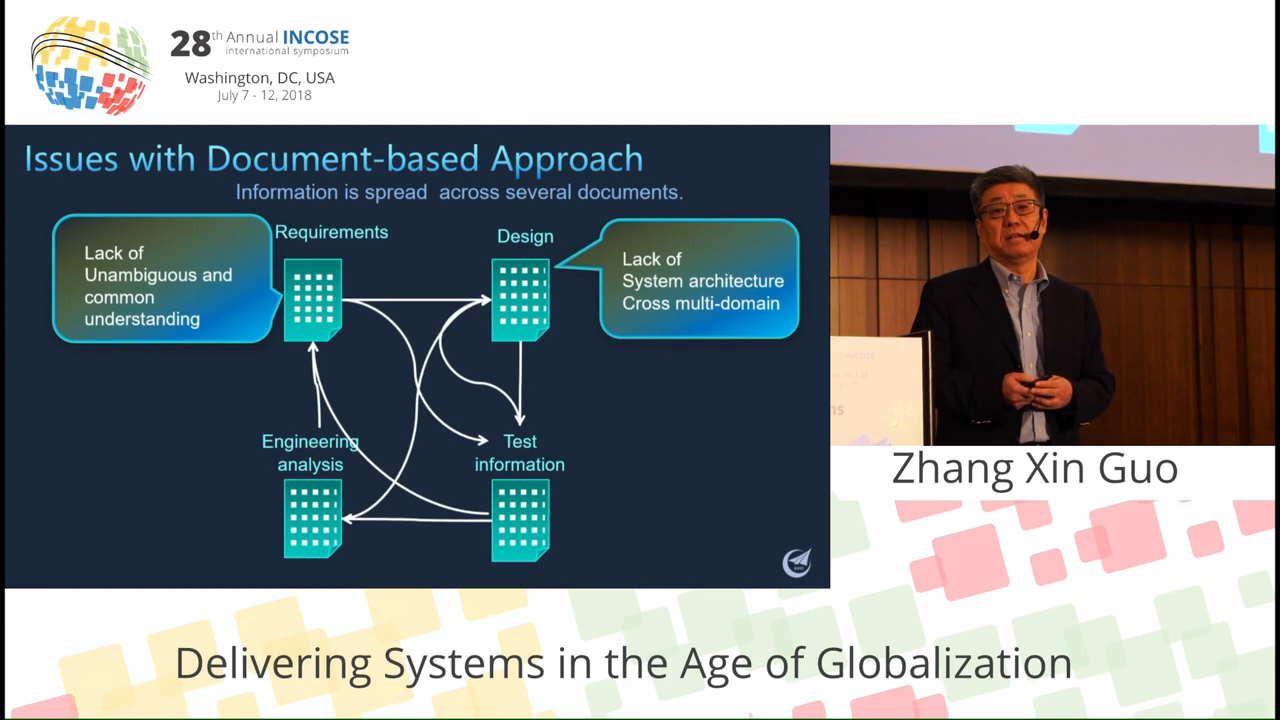 28th Annual INCOSE
international symposium
Washington, DC, USA
July 7 - 12, 2018
Issues with Document-based Approach
Information is spread across several documents.
Lack of
Unambiguous and
common
understanding
Requirements
Design
Lack of
System architecture
Cross multi-domain
Engineering
analysis
Test
information
INCOSE
ns
Zhang Xin Guo
Delivering Systems in the Age of Globalization